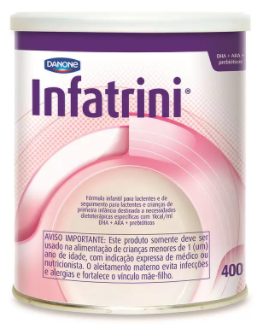 DANONE
DHA + ARA +
prebióticos
Infatrini®
Fórmula infantil para lactentes e de
seguimento para lactentes e crianças de
primeira infância destinada a necessidades
dietoterápicas específicas com 1kcal/ml
DHA + ARA + prebióticos
AVISO IMPORTANTE: Este produto somente deve ser
usado na alimentação de crianças menores de 1 (um)
ano de idade, com indicação expressa de médico ou
nutricionista. O aleitamento materno evita infecções
e alergias e fortalece o vínculo mãe-filho.
400